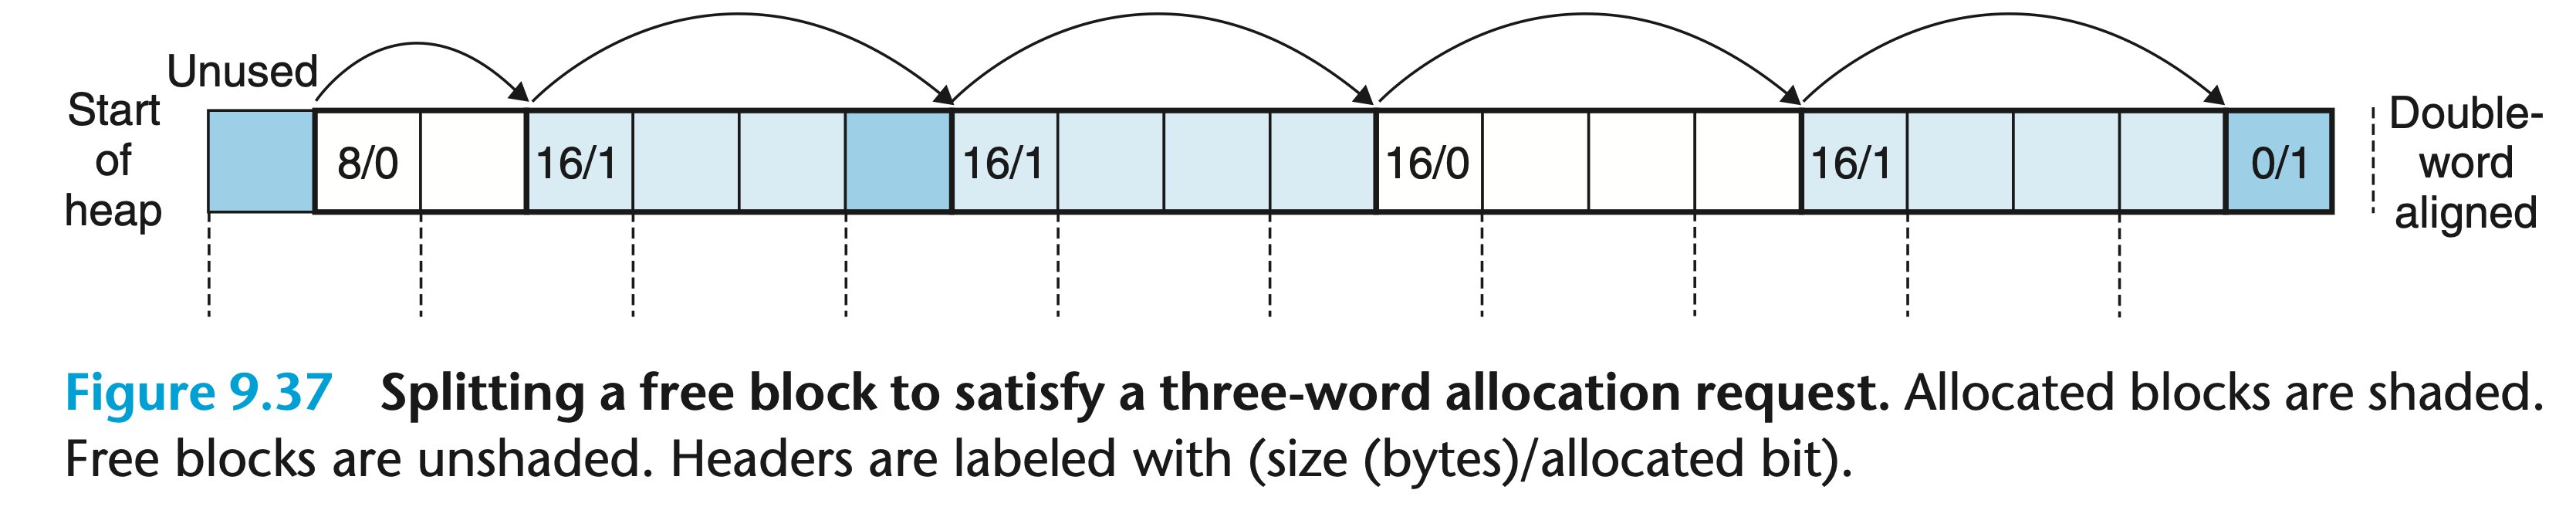 Unused
Start
of
heap
8/0 16/1 16/1 16/0 16/1 0/1
Double-
word
aligned
Figure 9.37 Splitting a free block to satisfy a three-word allocation request. Allocated blocks are shaded.
Free blocks are unshaded. Headers are labeled with (size (bytes)/allocated bit).